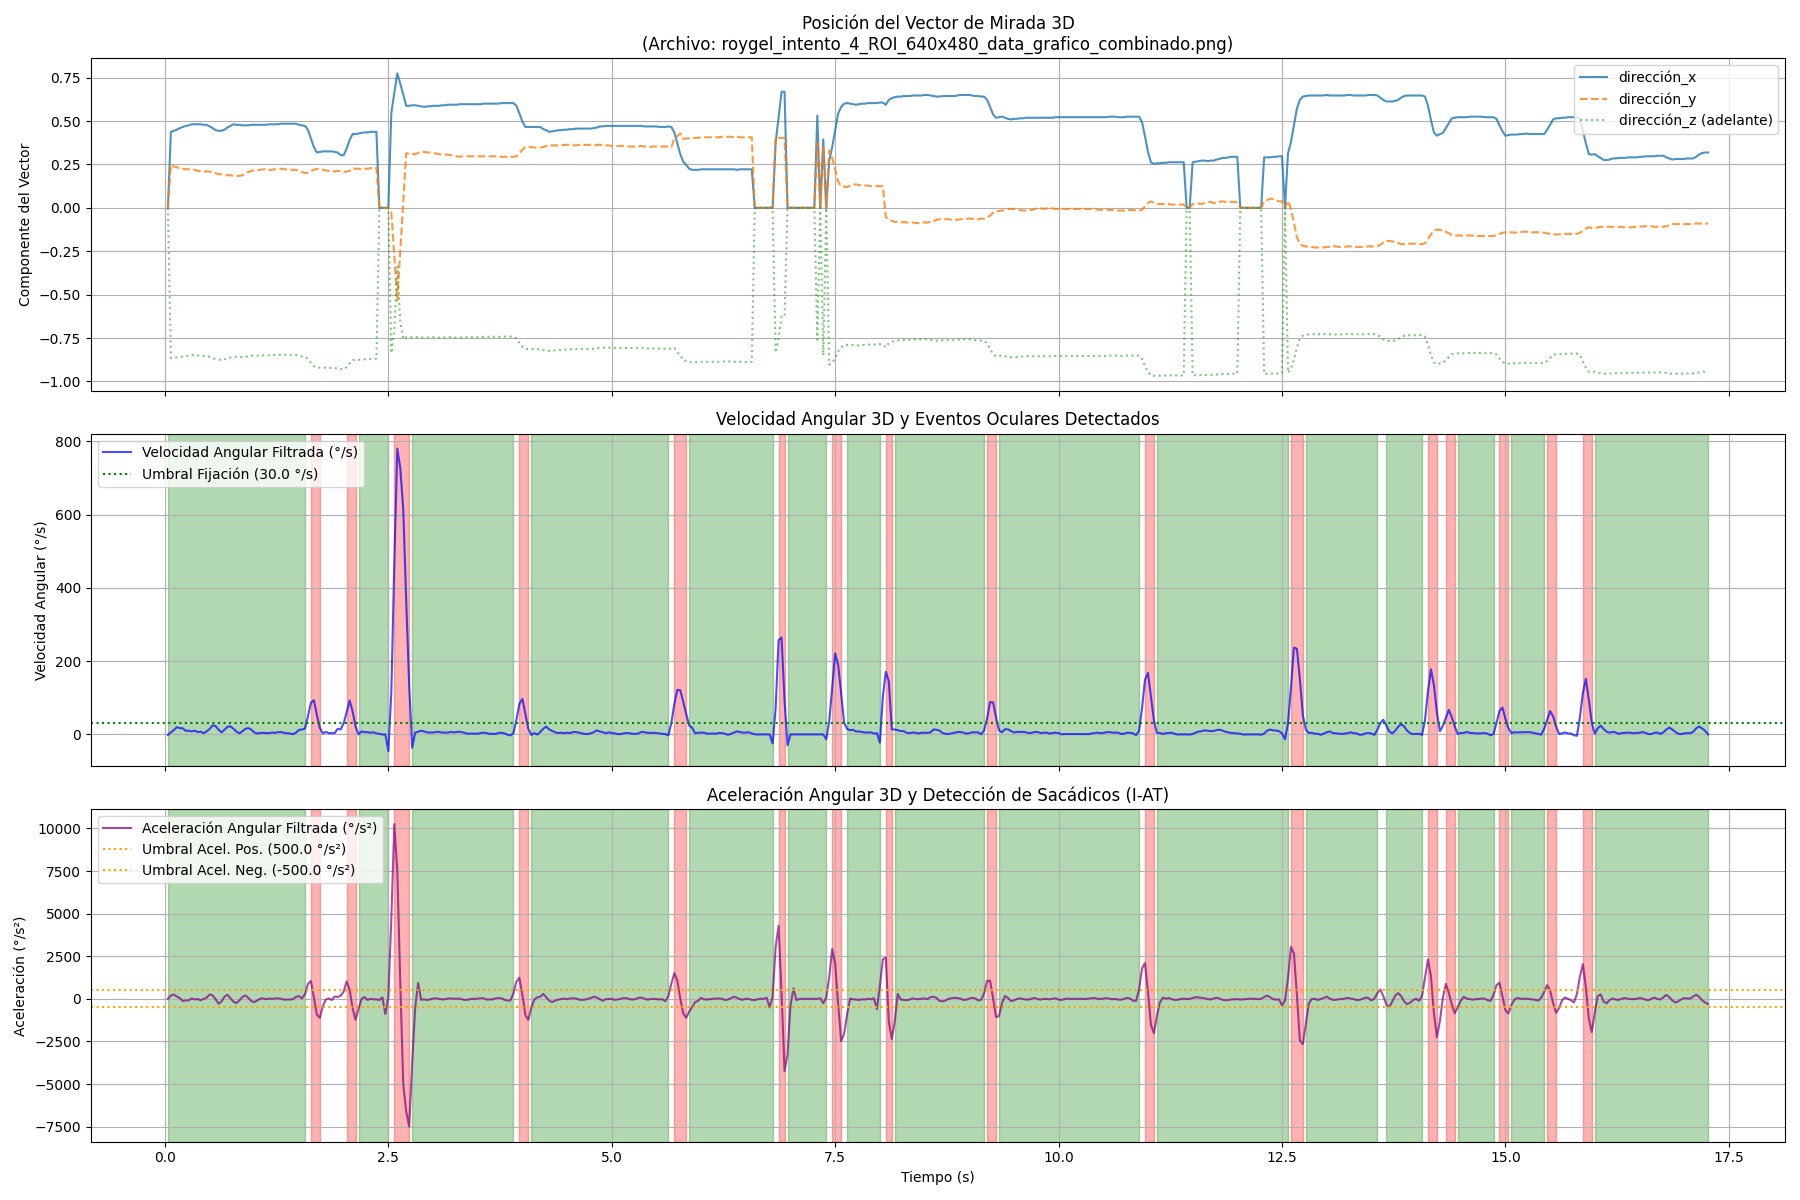 Posición del Vector de Mirada 3D
(Archivo: roygel_intento_4_ROI_640x480_data_grafico_combinado.png)
Componente del Vector
0.75
0.50
0.25
0.00
−0.25
−0.50
−0.75
−1.00
dirección_x
dirección_y
dirección_z (adelante)
Velocidad Angular 3D y Eventos Oculares Detectados
Velocidad Angular (°/s)
800
600
400
200
0
Velocidad Angular Filtrada (°/s)
Umbral Fijación (30.0 °/s)
Aceleración Angular 3D y Detección de Sacádicos (I-AT)
Aceleración (°/s²)
10000
7500
5000
2500
0
−2500
−5000
−7500
Aceleración Angular Filtrada (°/s²)
Umbral Acel. Pos. (500.0 °/s²)
Umbral Acel. Neg. (-500.0 °/s²)
0.0 2.5 5.0 7.5 10.0 12.5 15.0 17.5
Tiempo (s)